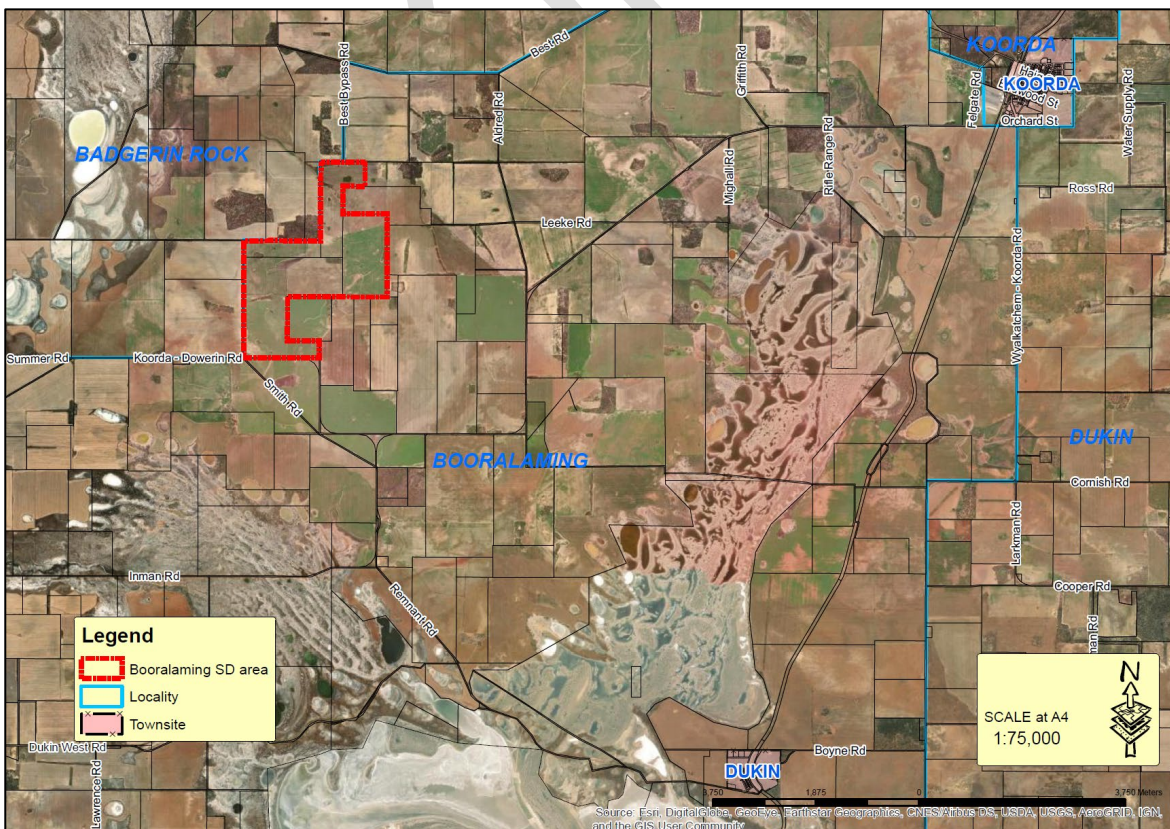 Best Rd
Best Bypass Rd
Aldred Rd
Griffith Rd
KOORDA
Felgate Rd
KOORDA
Orchard St
Water Supply Rd
BADGERIN ROCK
Mighall Rd
Rifle Range Rd
Ross Rd
Leeke Rd
Wyalkatchem - Koorda Rd
Summer Rd
Koorda - Dowerin Rd
Smith Rd
BOORALAMING
DUKIN
Cornish Rd
Larkman Rd
Inman Rd
Remnant Rd
Cooper Rd
Legend
Booralaming SD area
Locality
Townsite
N
SCALE at A4
1:75,000
Dukin West Rd
Lawrence Rd
Boyne Rd
DUKIN
3,750
1,875
0
3,750 Meters
Source: Esri, DigitalGlobe, GeoEye, Earthstar Geographics, CNES/Airbus DS, USDA, USGS, AeroGRID, IGN,
and the GIS User Community